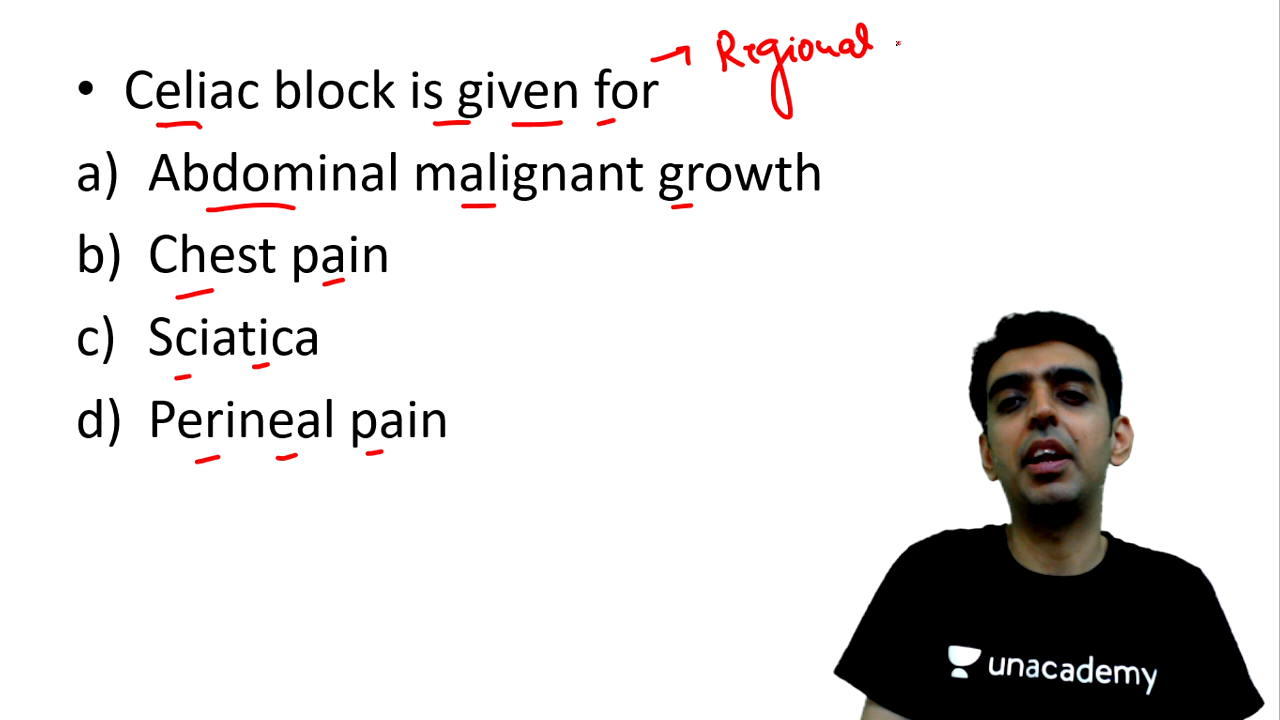 • Celiac block is given for → Regional
a) Abdominal malignant growth
b) Chest pain
c) Sciatica
d) Perineal pain
unacademy